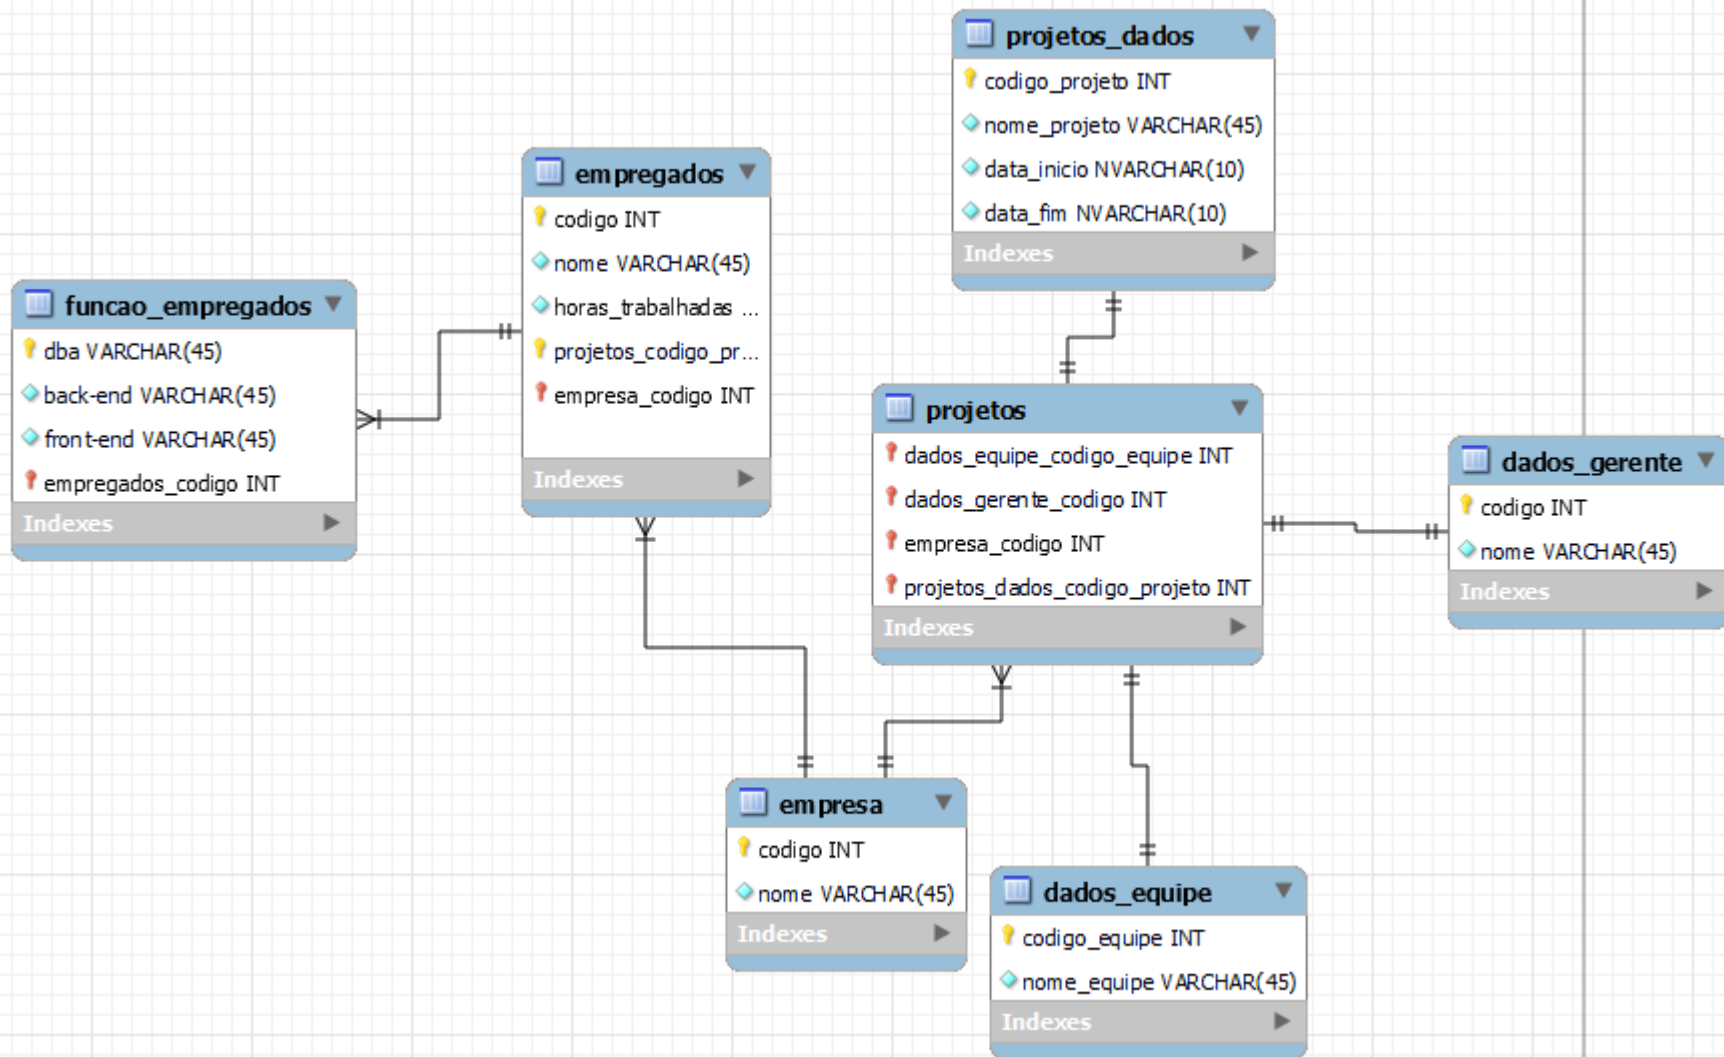 projetos_dados
codigo_projeto INT
nome_projeto VARCHAR(45)
data_inicio NVARCHAR(10)
data_fim NVARCHAR(10)
Indexes
empregados
codigo INT
nome VARCHAR(45)
horas_trabalhadas ...
projetos_codigo_pr...
empresa_codigo INT
Indexes
funcao_empregados
dba VARCHAR(45)
back-end VARCHAR(45)
front-end VARCHAR(45)
empregados_codigo INT
Indexes
projetos
dados_equipe_codigo_equipe INT
dados_gerente_codigo INT
empresa_codigo INT
projetos_dados_codigo_projeto INT
Indexes
dados_gerente
codigo INT
nome VARCHAR(45)
Indexes
empresa
codigo INT
nome VARCHAR(45)
Indexes
dados_equipe
codigo_equipe INT
nome_equipe VARCHAR(45)
Indexes